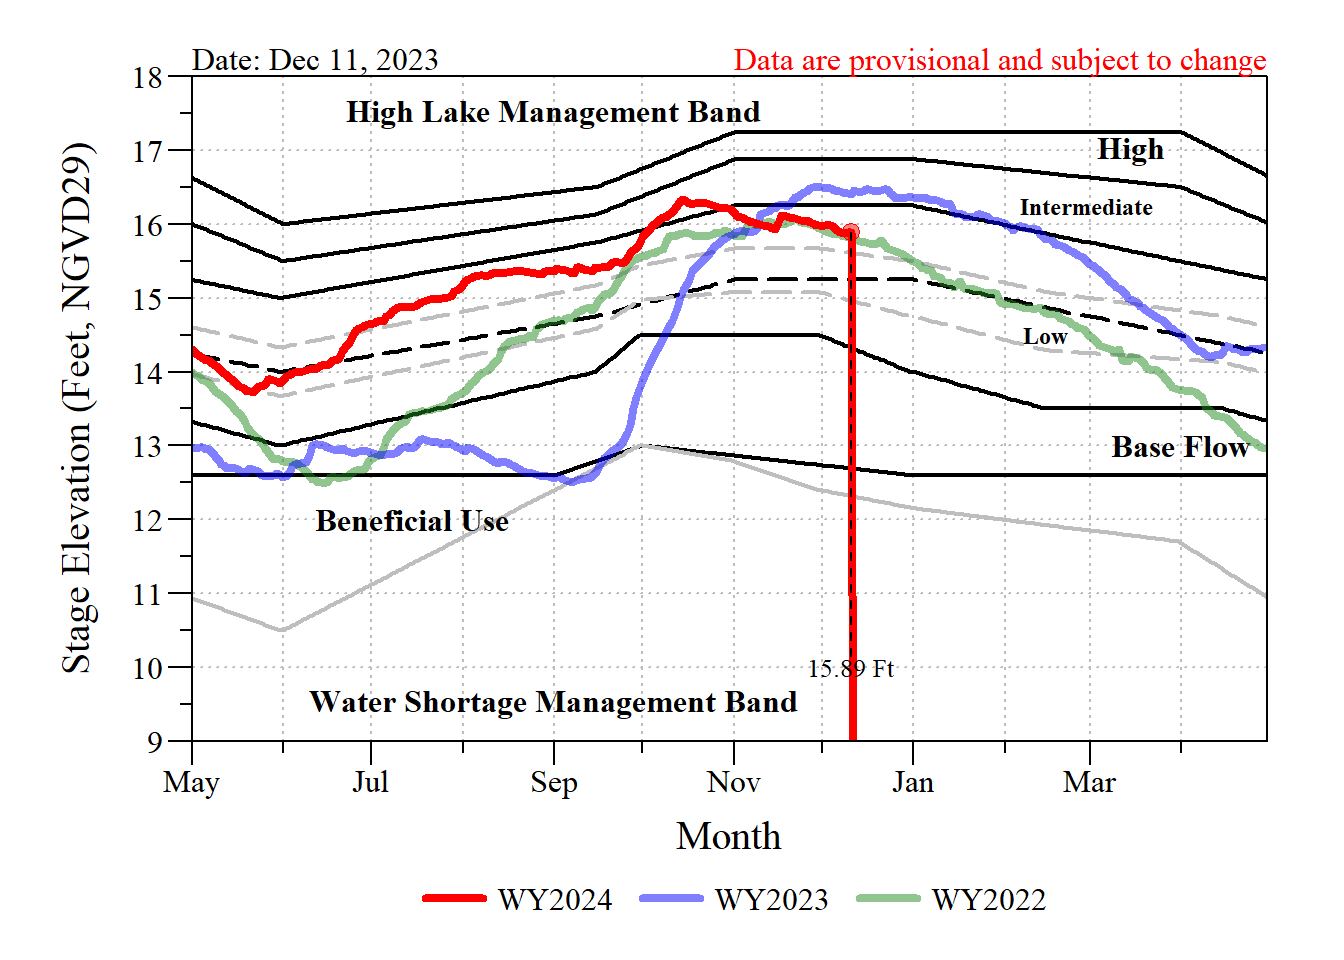 Date: Dec 11, 2023
Data are provisional and subject to change
18
High Lake Management Band
17
High
16
Intermediate
15
Low
14
13
Base Flow
12
Beneficial Use
11
10
15.89 Ft
Water Shortage Management Band
9
Stage Elevation (Feet, NGVD29)
May
Jul
Sep
Nov
Jan
Mar
Month
WY2024
WY2023
WY2022